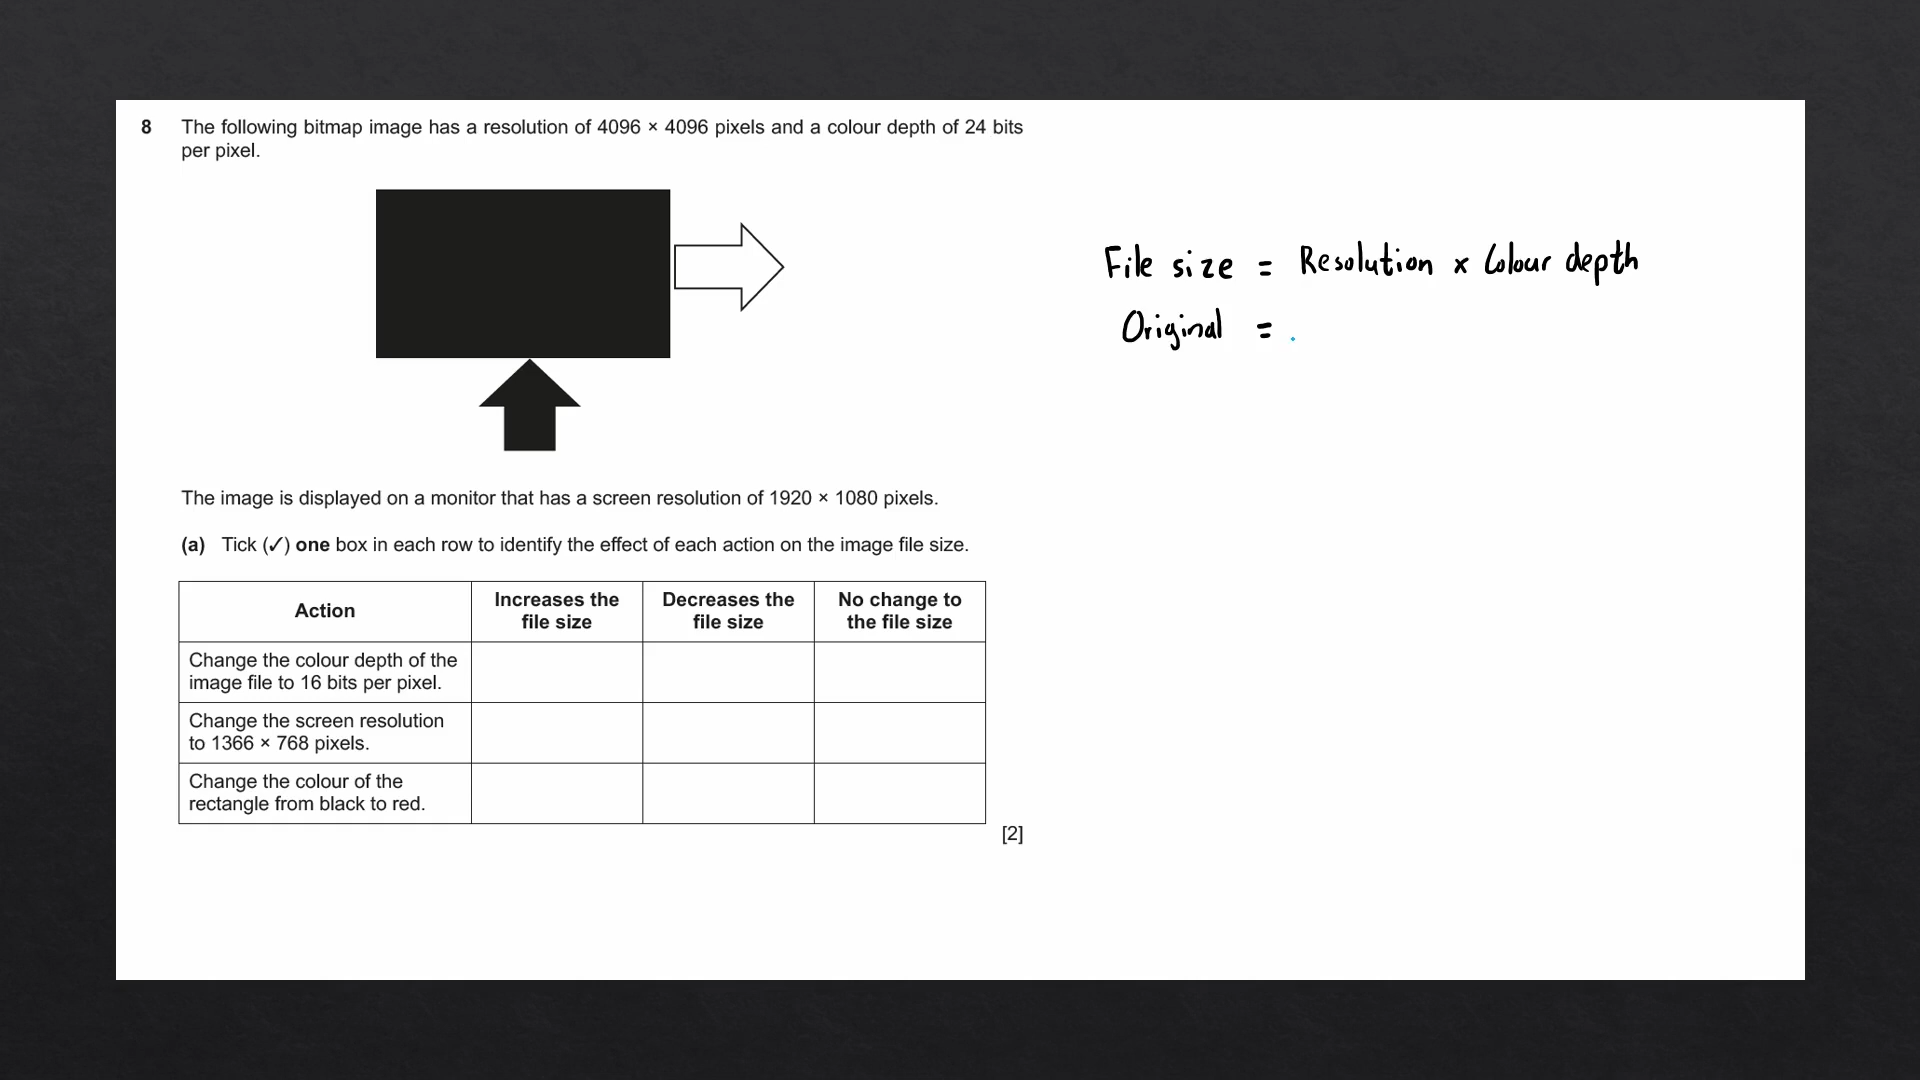 8 The following bitmap image has a resolution of 4096 × 4096 pixels and a colour depth of 24 bits
per pixel.
File size = Resolution x Colour depth
Original =
The image is displayed on a monitor that has a screen resolution of 1920 × 1080 pixels.
(a) Tick (✓) one box in each row to identify the effect of each action on the image file size.
Action
Increases the
file size
Decreases the
file size
No change to
the file size
Change the colour depth of the
image file to 16 bits per pixel.
Change the screen resolution
to 1366 × 768 pixels.
Change the colour of the
rectangle from black to red.
[2]